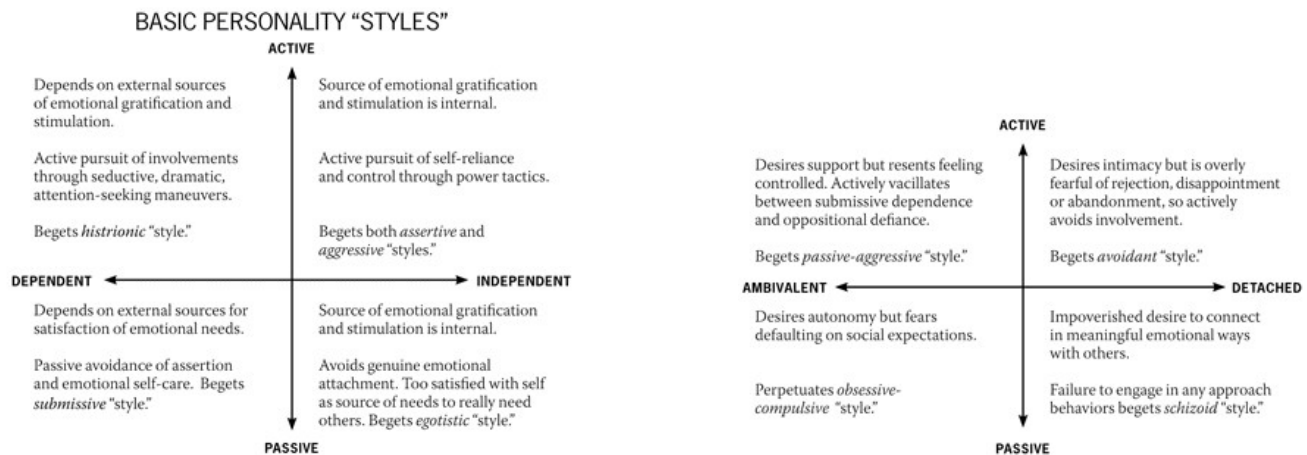 BASIC PERSONALITY “STYLES”
ACTIVE
Depends on external sources
of emotional gratification and
stimulation.
Active pursuit of involvements
through seductive, dramatic,
attention-seeking maneuvers.
Begets histrionic “style.”
Source of emotional gratification
and stimulation is internal.
Active pursuit of self-reliance
and control through power tactics.
Begets both assertive and
aggressive “styles.”
DEPENDENT
INDEPENDENT
Depends on external sources for
satisfaction of emotional needs.
Passive avoidance of assertion
and emotional self-care. Begets
submissive “style.”
Source of emotional gratification
and stimulation is internal.
Avoids genuine emotional
attachment. Too satisfied with self
as source of needs to really need
others. Begets egotistic “style.”
PASSIVE
ACTIVE
Desires support but resents feeling
controlled. Actively vacillates
between submissive dependence
and oppositional defiance.
Begets passive-aggressive “style.”
Desires intimacy but is overly
fearful of rejection, disappointment
or abandonment, so actively
avoids involvement.
Begets avoidant “style.”
AMBIVALENT
DETACHED
Desires autonomy but fears
defaulting on social expectations.
Perpetuates obsessive-
compulsive “style.”
Impoverished desire to connect
in meaningful emotional ways
with others.
Failure to engage in any approach
behaviors begets schizoid “style.”
PASSIVE